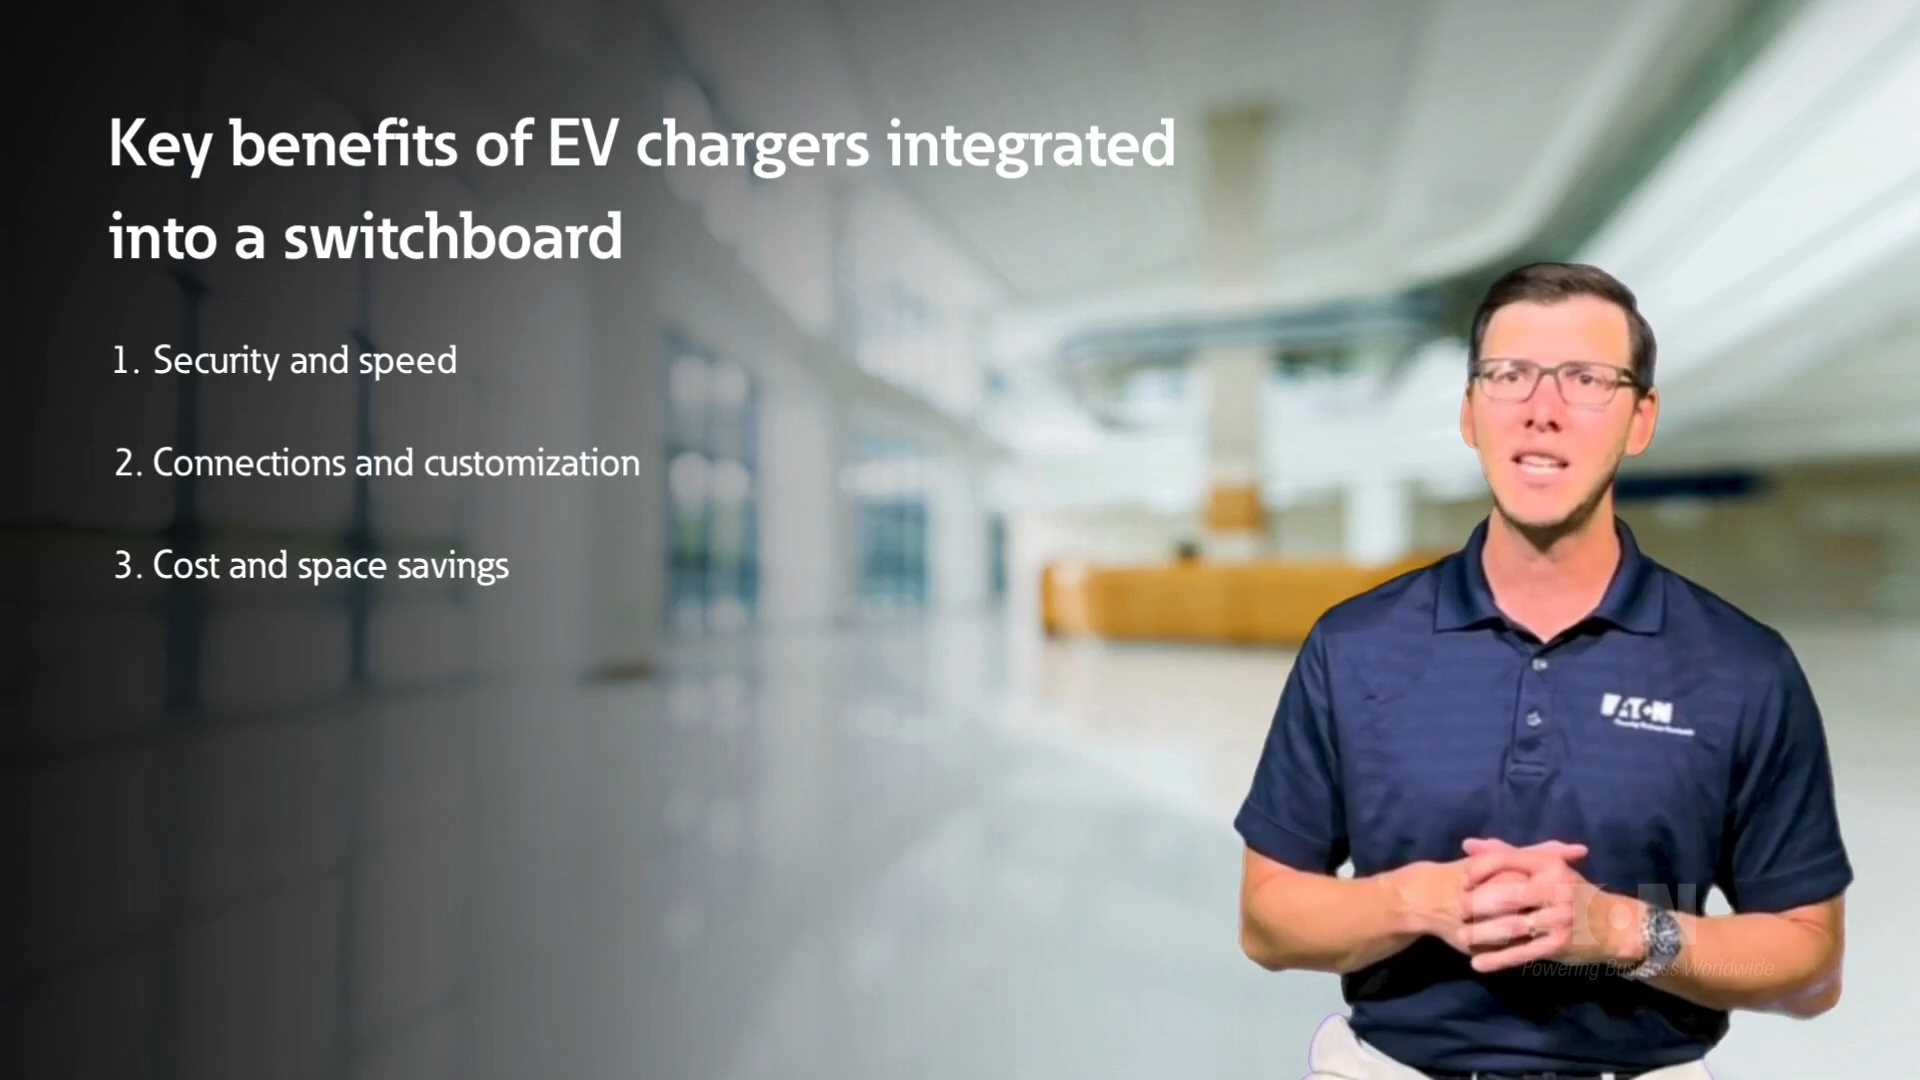 Key benefits of EV chargers integrated
into a switchboard
1. Security and speed
2. Connections and customization
3. Cost and space savings
EATON
Powering Business Worldwide